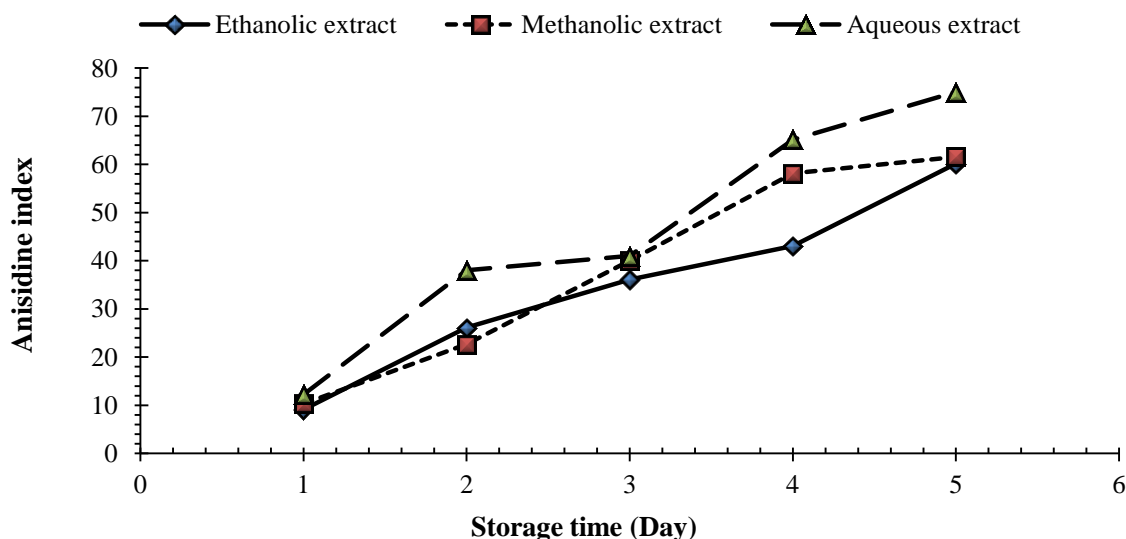 Ethanolic extract Methanolic extract Aqueous extract
80
70
60
50
40
30
20
10
0
Anisidine index
0 1 2 3 4 5 6
Storage time (Day)